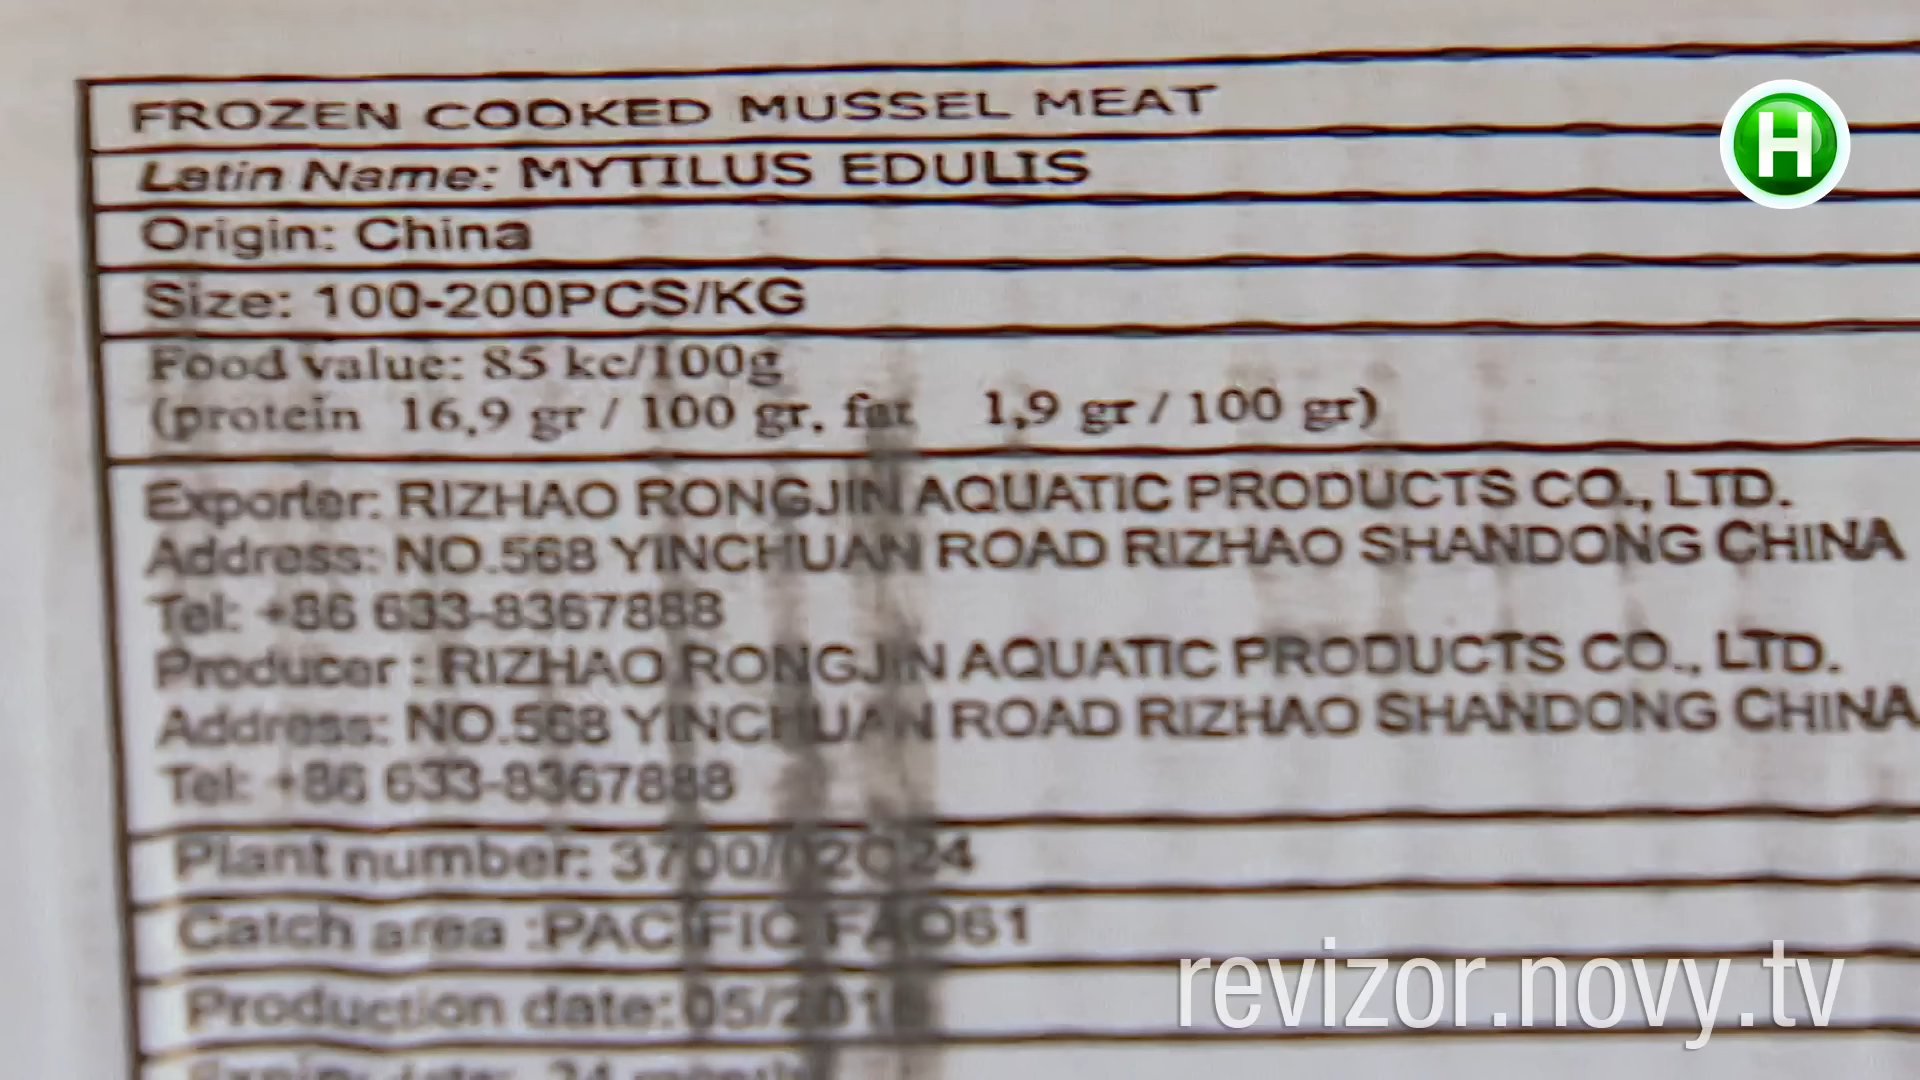 FROZEN COOKED MUSSEL MEAT
Latin Name: MYTILUS EDULIS
Origin: China
Size: 100-200PCS/KG
Food value: 85 kc/100g
(protein 16,9 gr / 100 gr, fat 1,9 gr / 100 gr)
Exporter: RIZHAO RONGJIN AQUATIC PRODUCTS CO., LTD.
Address: NO.568 YINCHUAN ROAD RIZHAO SHANDONG CHINA
Tel: +86 633-8367888
Producer : RIZHAO RONGJIN AQUATIC PRODUCTS CO., LTD.
Address: NO.568 YINCHUAN ROAD RIZHAO SHANDONG CHINA
Tel: +86 633-8367888
Plant number: 3700/02024
Catch area :PACIFIC FAO61
Production date:
H
revizor.novy.tv